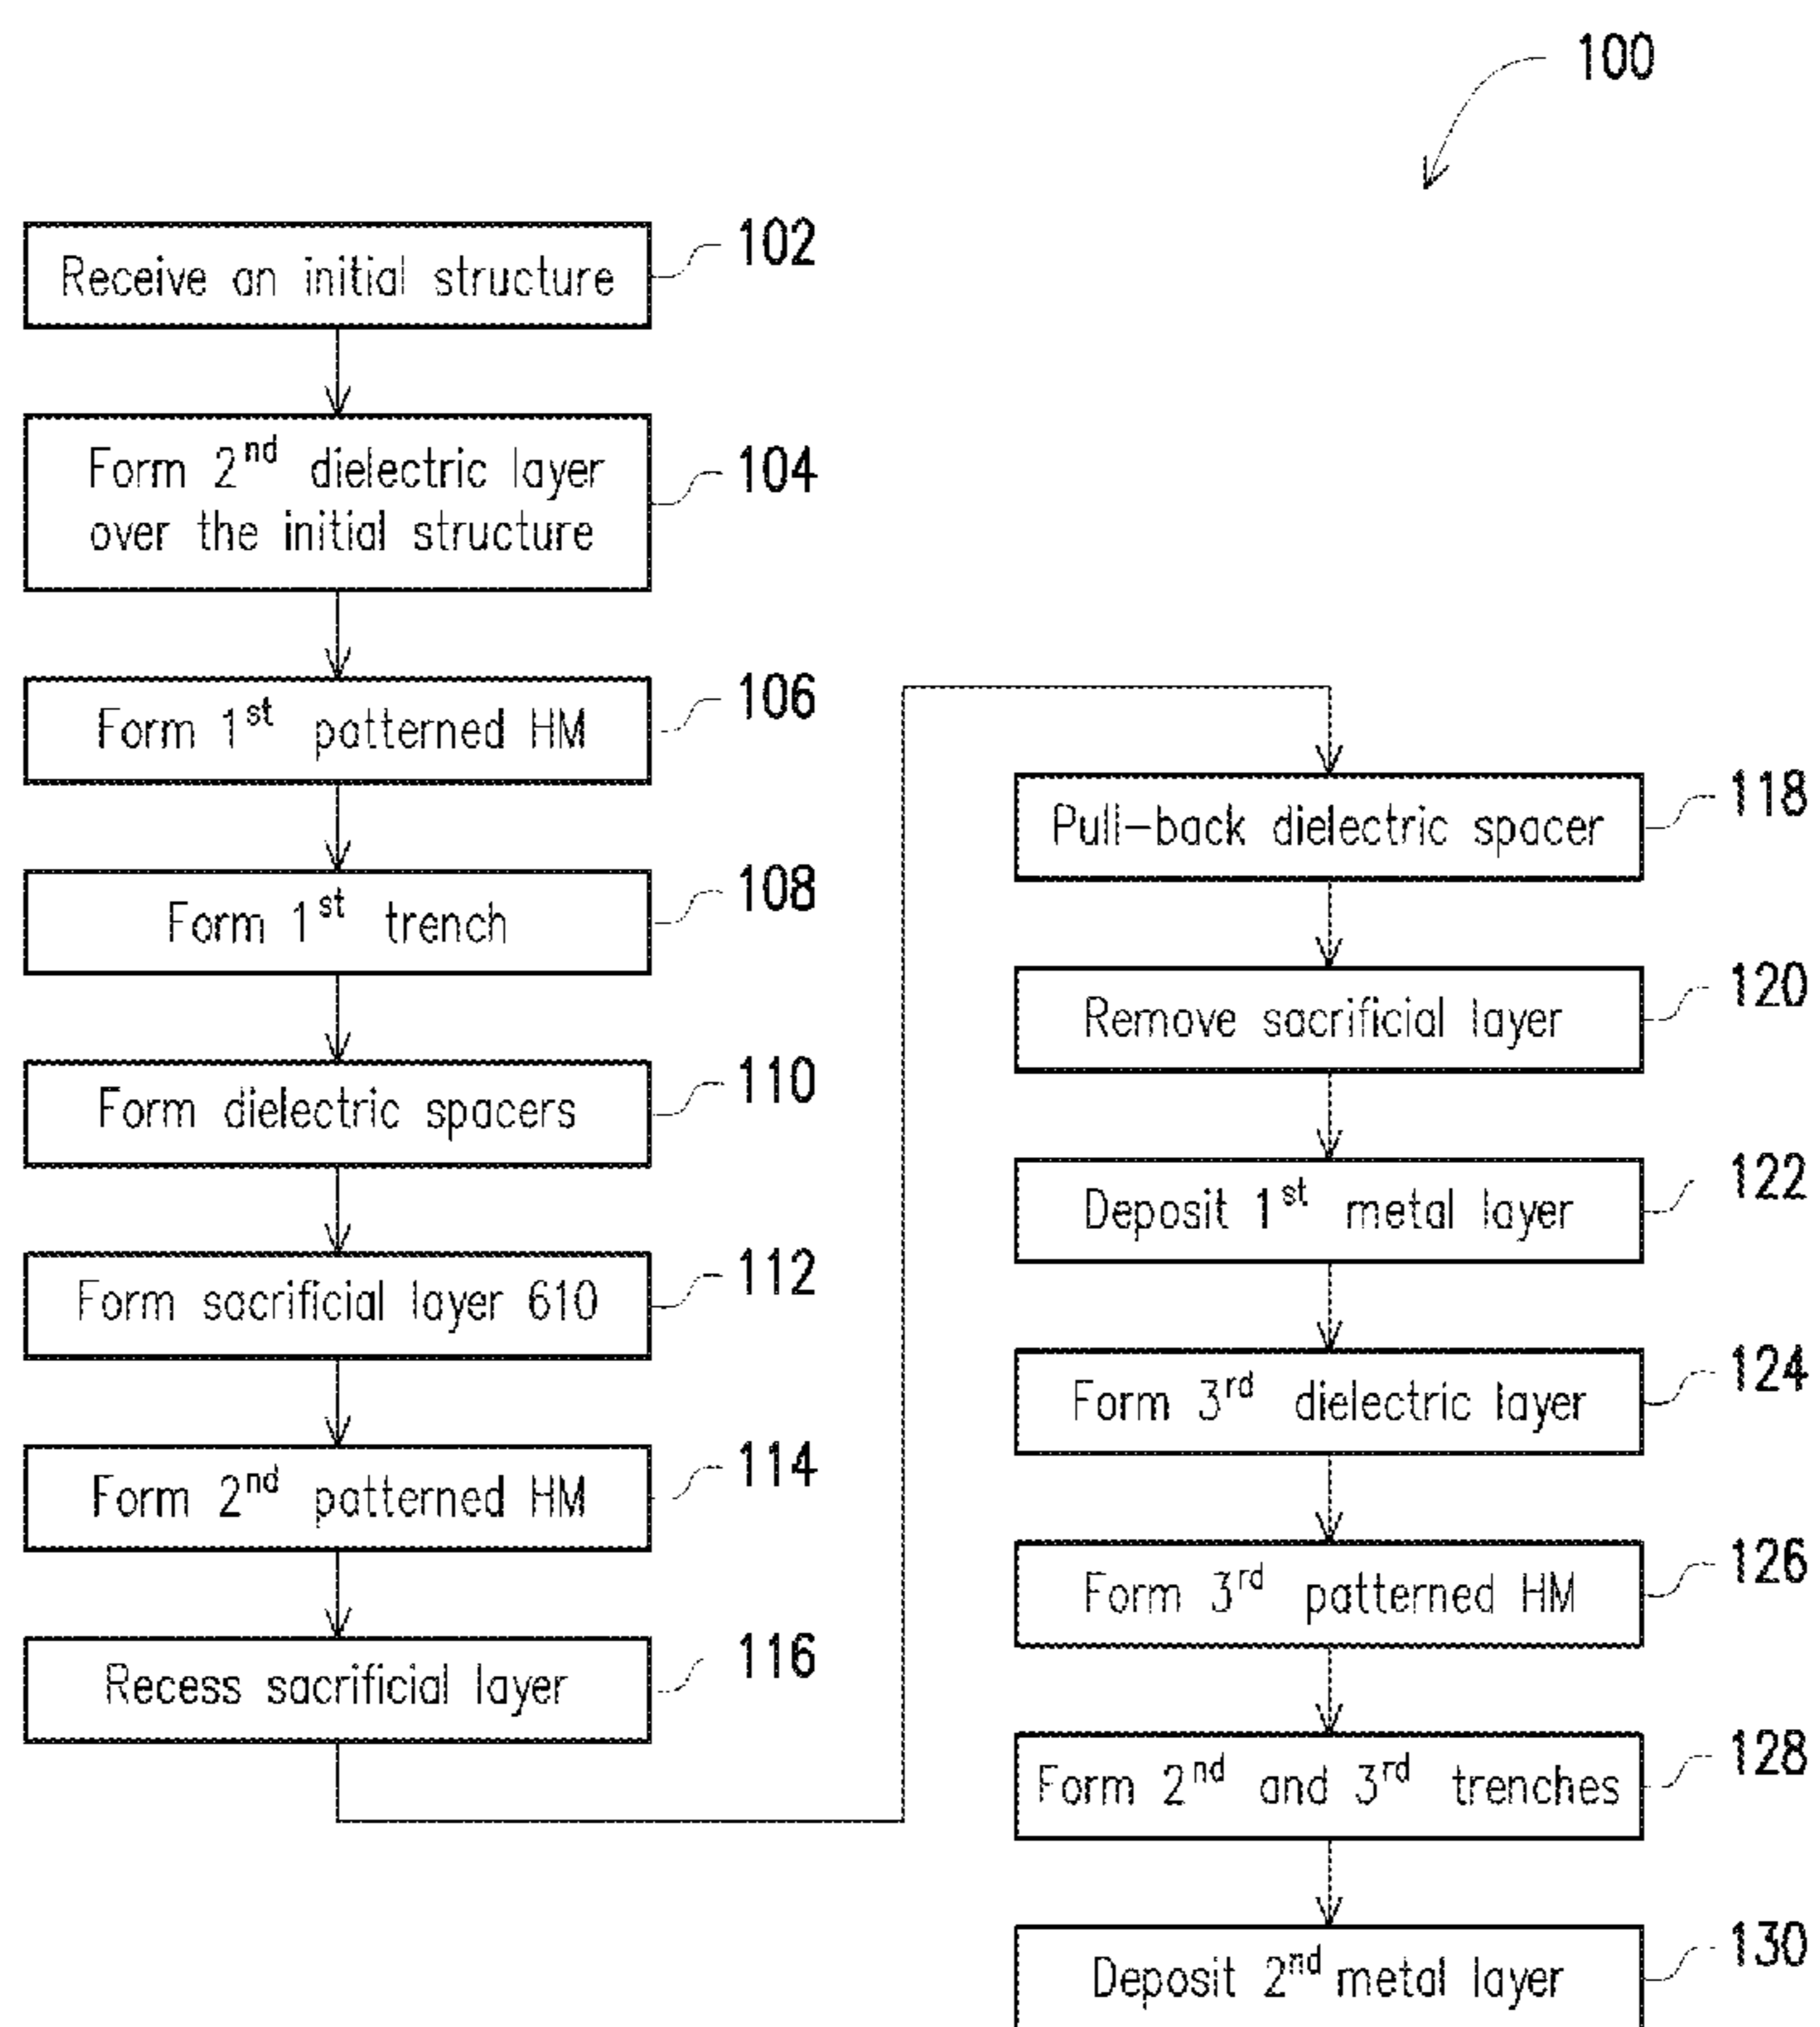 100
Receive an initial structure
102
Form 2nd dielectric layer
over the initial structure
104
Form 1st patterned HM
106
Form 1st trench
108
Form dielectric spacers
110
Form sacrificial layer 610
112
Form 2nd patterned HM
114
Recess sacrificial layer
116
Pull-back dielectric spacer
118
Remove sacrificial layer
120
Deposit 1st metal layer
122
Form 3rd dielectric layer
124
Form 3rd patterned HM
126
Form 2nd and 3rd trenches
128
Deposit 2nd metal layer
130